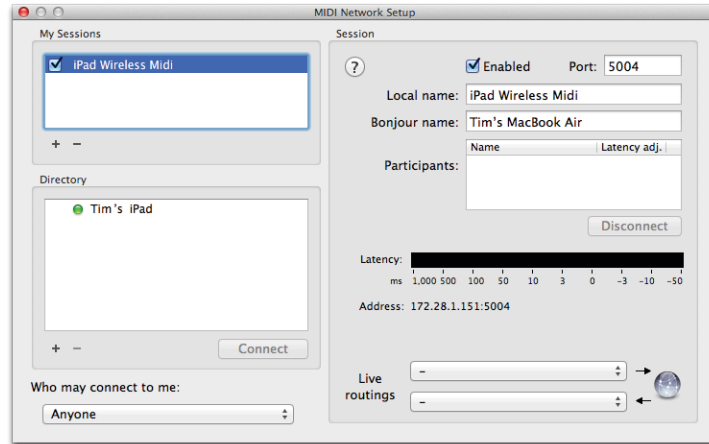 MIDI Network Setup
My Sessions
iPad Wireless Midi
+ −
Directory
Tim's iPad
+ −
Connect
Who may connect to me:
Anyone
Session
?
Enabled
Port: 5004
Local name: iPad Wireless Midi
Bonjour name: Tim's MacBook Air
Participants:
Name Latency adj.
Disconnect
Latency:
ms 1,000 500 100 50 10 3 0 -3 -10 -50
Address: 172.28.1.151:5004
Live
routings
-
-